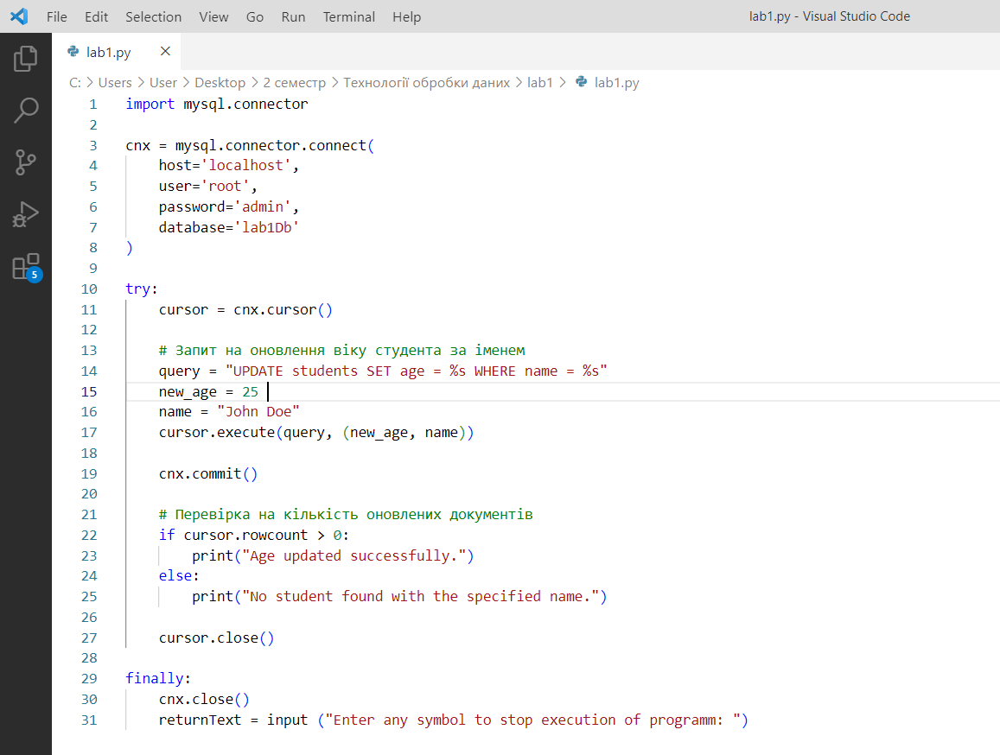 File Edit Selection View Go Run Terminal Help lab1.py - Visual Studio Code
lab1.py
C: > Users > User > Desktop > 2 семестр > Технології обробки даних > lab1 > lab1.py
1 import mysql.connector
2
3 cnx = mysql.connector.connect(
4     host='localhost',
5     user='root',
6     password='admin',
7     database='lab1Db'
8 )
9
10 try:
11     cursor = cnx.cursor()
12
13     # Запит на оновлення віку студента за іменем
14     query = "UPDATE students SET age = %s WHERE name = %s"
15     new_age = 25
16     name = "John Doe"
17     cursor.execute(query, (new_age, name))
18
19     cnx.commit()
20
21     # Перевірка на кількість оновлених документів
22     if cursor.rowcount > 0:
23         print("Age updated successfully.")
24     else:
25         print("No student found with the specified name.")
26
27     cursor.close()
28
29 finally:
30     cnx.close()
31     returnText = input ("Enter any symbol to stop execution of programm: ")
5